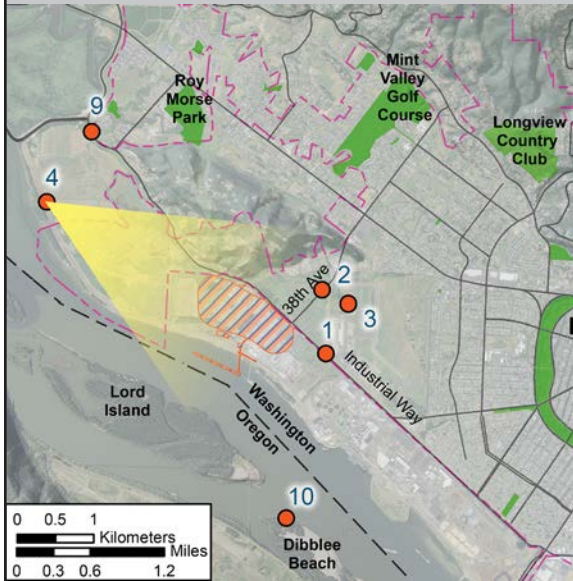 Roy
Morse
Park
Mint
Valley
Golf
Course
Longview
Country
Club
9
4
2
38th Ave
3
1
Industrial Way
Lord
Island
Washington
Oregon
10
Dibblee
Beach
0 0.5 1
Kilometers
Miles
0 0.3 0.6 1.2